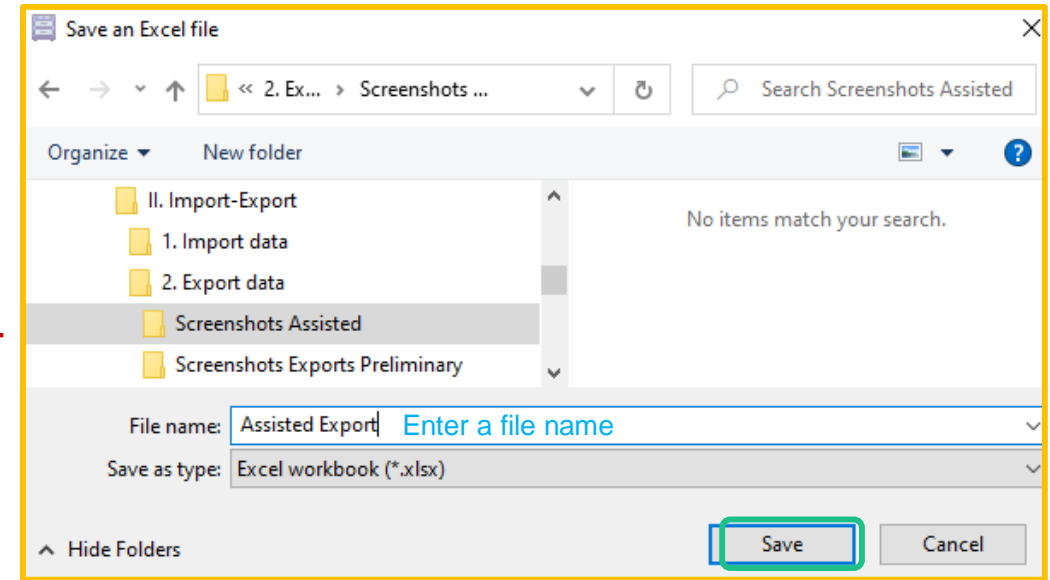 Save an Excel file
« 2. Ex... › Screenshots ...
Search Screenshots Assisted
Organize
New folder
?
II. Import-Export
1. Import data
2. Export data
Screenshots Assisted
Screenshots Exports Preliminary
No items match your search.
File name: Assisted Export Enter a file name
Save as type: Excel workbook (*.xlsx)
Hide Folders
Save
Cancel